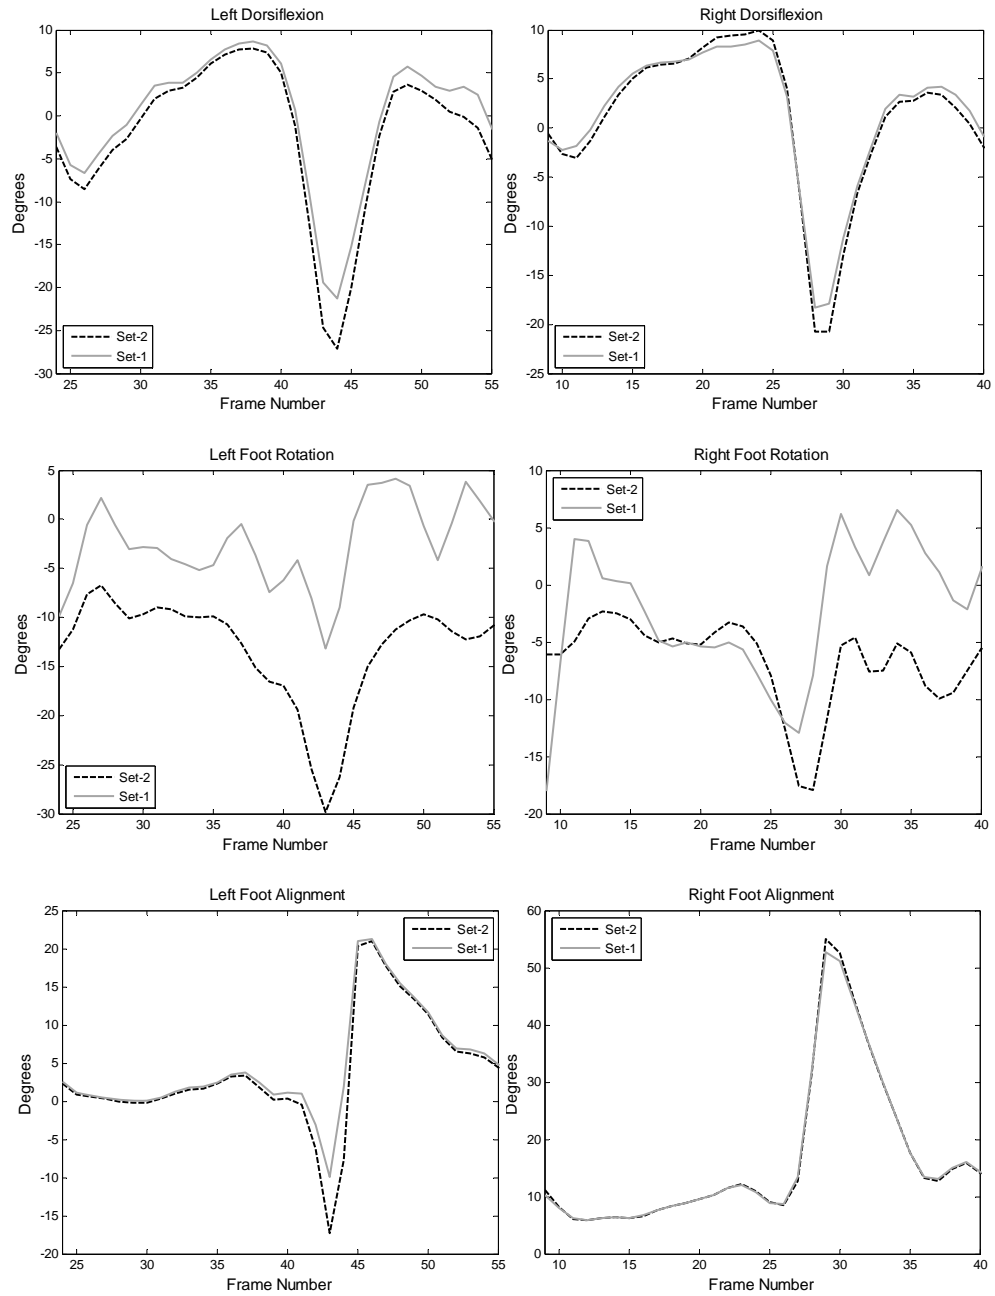 Left Dorsiflexion
10
5
0
-5
-10
-15
-20
-25
-30
Degrees
Set-2
Set-1
25 30 35 40 45 50 55
Frame Number
Right Dorsiflexion
10
5
0
-5
-10
-15
-20
-25
Degrees
Set-2
Set-1
10 15 20 25 30 35 40
Frame Number
Left Foot Rotation
5
0
-5
-10
-15
-20
-25
-30
Degrees
Set-2
Set-1
25 30 35 40 45 50 55
Frame Number
Right Foot Rotation
10
5
0
-5
-10
-15
-20
Degrees
Set-2
Set-1
10 15 20 25 30 35 40
Frame Number
Left Foot Alignment
25
20
15
10
5
0
-5
-10
-15
-20
Degrees
Set-2
Set-1
25 30 35 40 45 50 55
Frame Number
Right Foot Alignment
60
50
40
30
20
10
0
Degrees
Set-2
Set-1
10 15 20 25 30 35 40
Frame Number